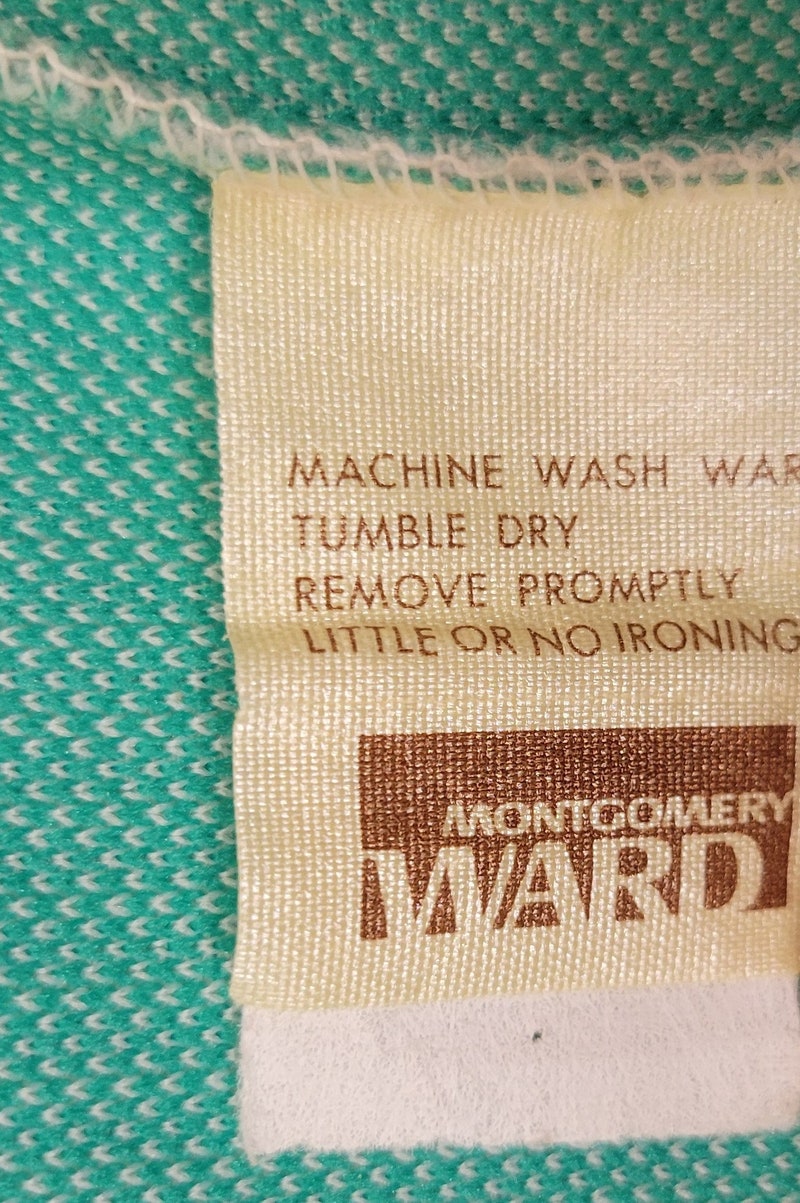 MACHINE WASH WAR
TUMBLE DRY
REMOVE PROMPTLY
LITTLE OR NO IRONING
MONTGOMERY
WARD